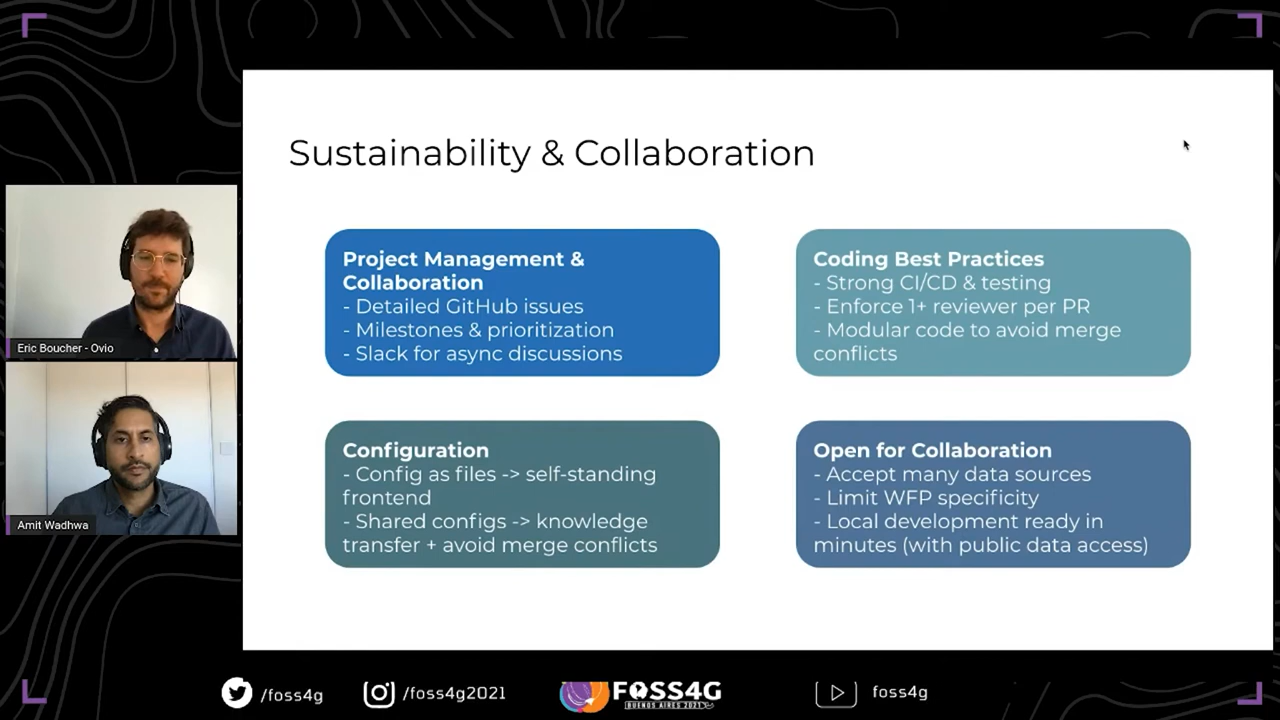 Sustainability & Collaboration
Project Management &
Collaboration
- Detailed GitHub issues
- Milestones & prioritization
- Slack for async discussions
Coding Best Practices
- Strong CI/CD & testing
- Enforce 1+ reviewer per PR
- Modular code to avoid merge
conflicts
Configuration
- Config as files -> self-standing
frontend
- Shared configs -> knowledge
transfer + avoid merge conflicts
Open for Collaboration
- Accept many data sources
- Limit WFP specificity
- Local development ready in
minutes (with public data access)
Eric Boucher - Ovio
Amit Wadhwa
/foss4g
/foss4g2021
FOSS4G
BUENOS AIRES 2021
foss4g